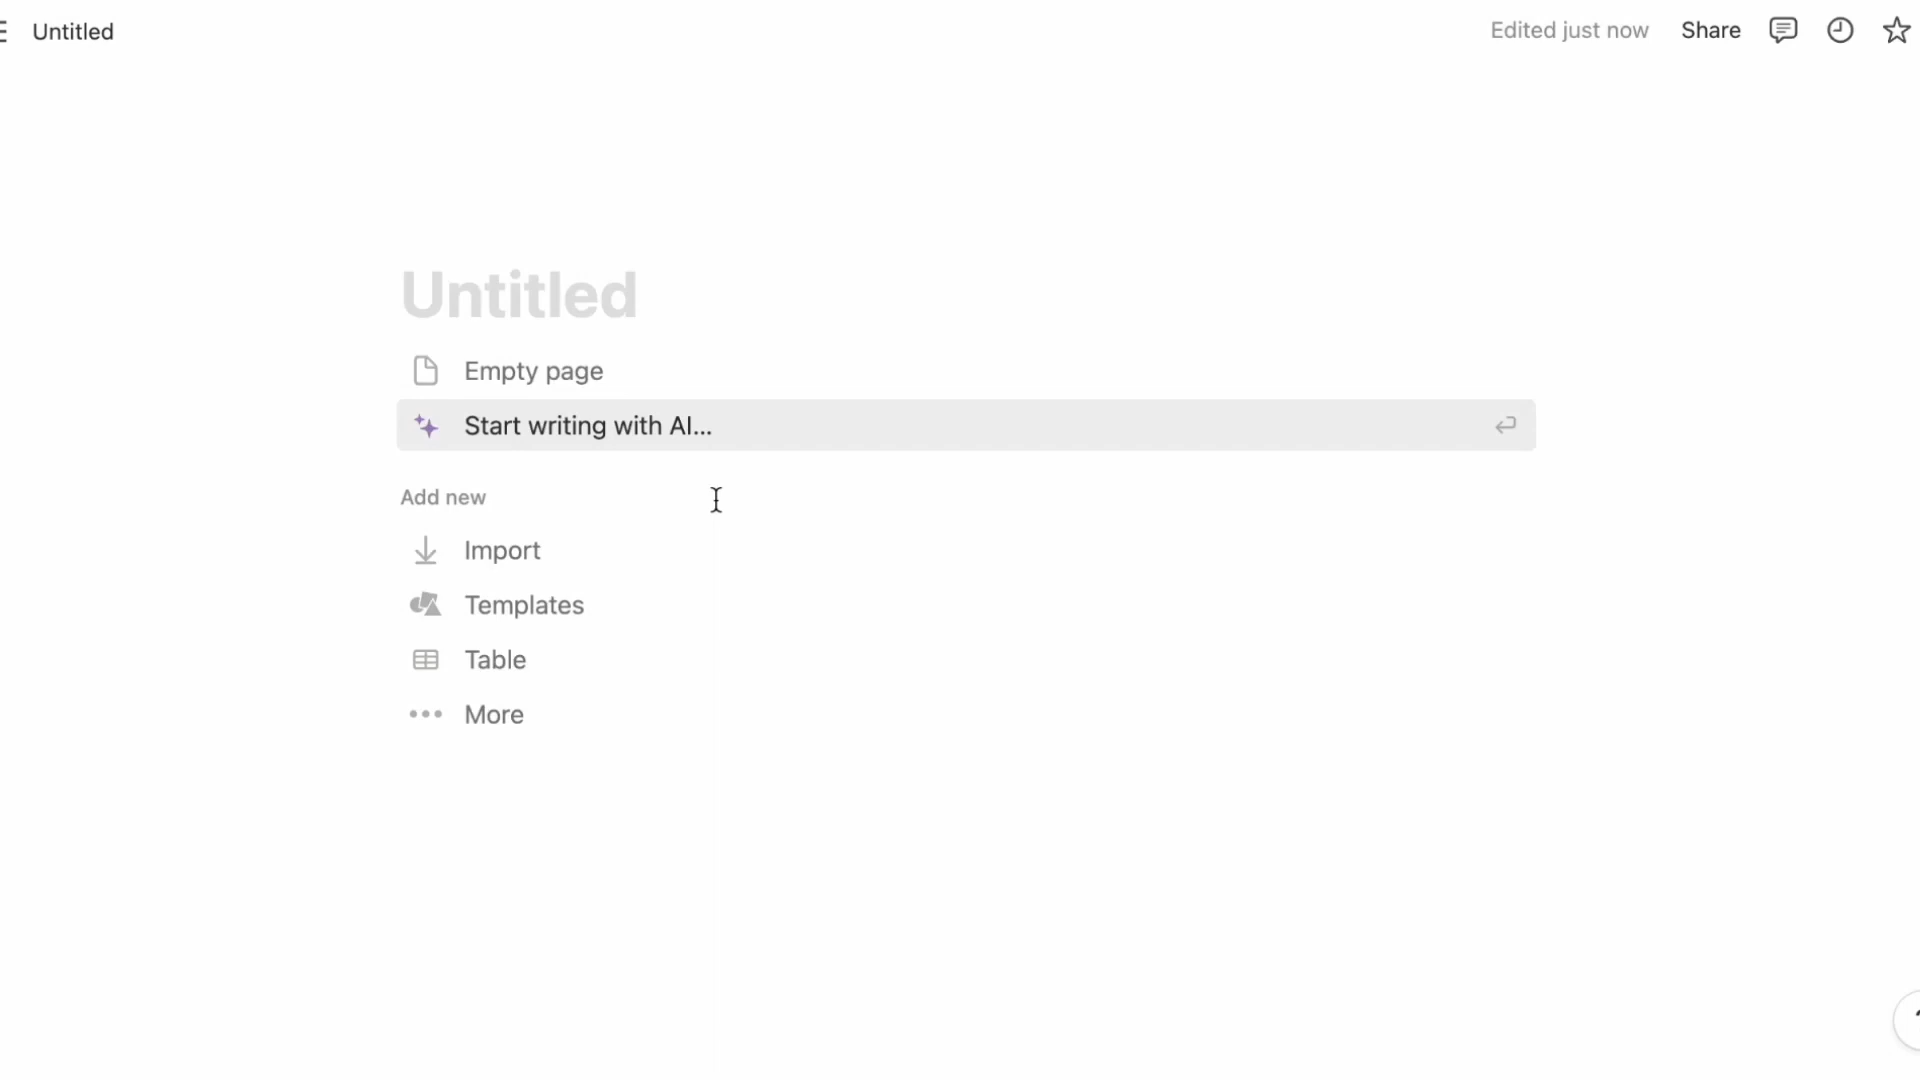 Untitled
Edited just now Share
Untitled
Empty page
Start writing with AI...
Add new
Import
Templates
Table
More